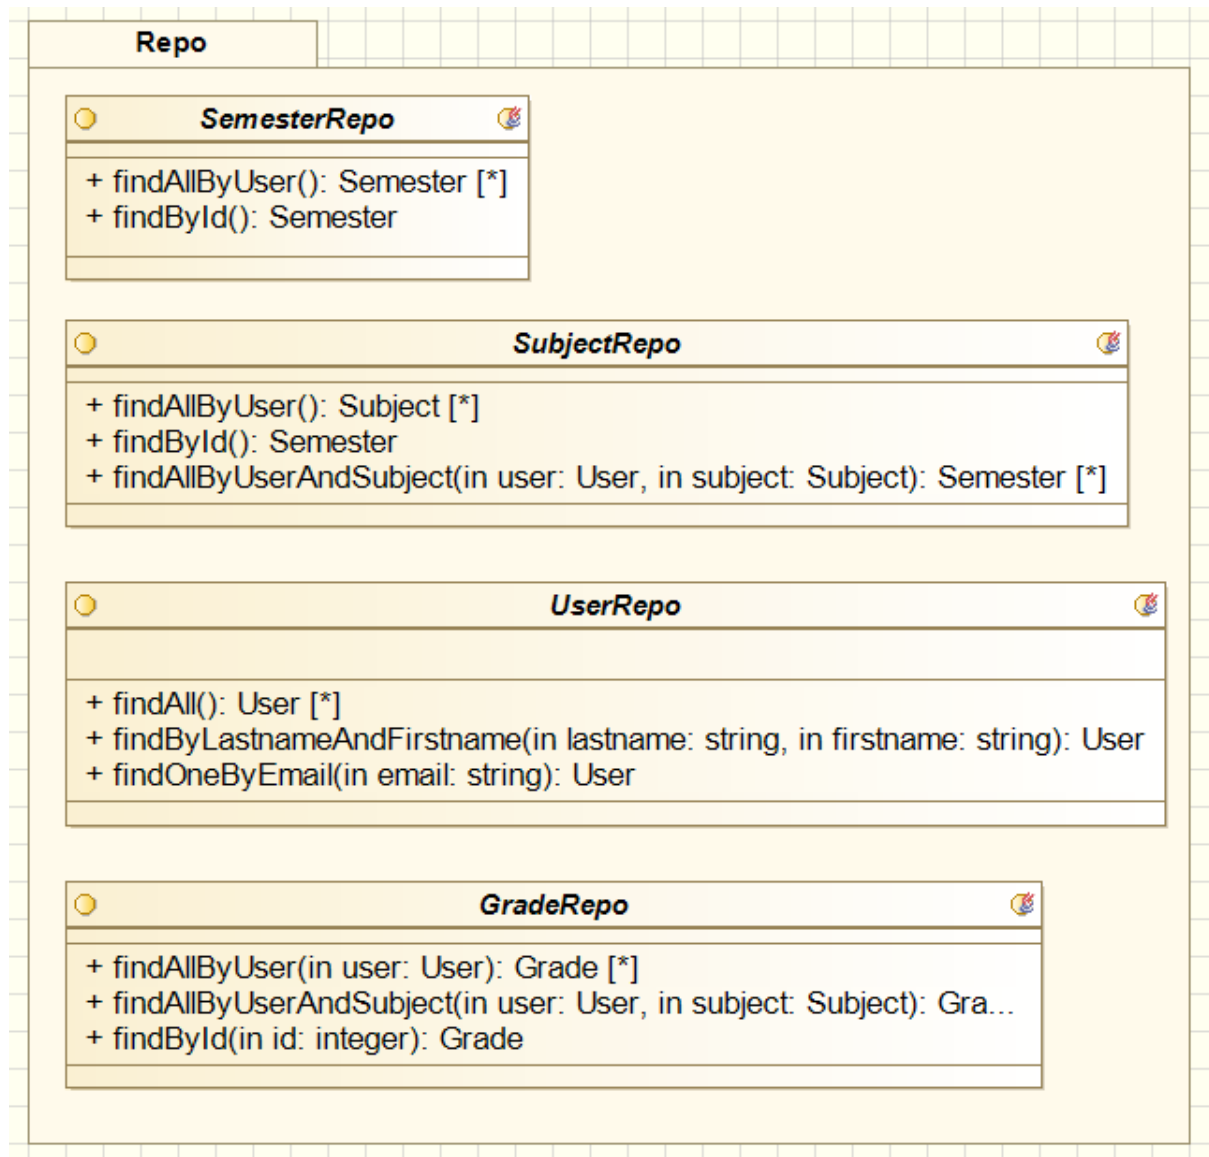 Repo
SemesterRepo
+ findAllByUser(): Semester [*]
+ findById(): Semester
SubjectRepo
+ findAllByUser(): Subject [*]
+ findById(): Semester
+ findAllByUserAndSubject(in user: User, in subject: Subject): Semester [*]
UserRepo
+ findAll(): User [*]
+ findByLastnameAndFirstname(in lastname: string, in firstname: string): User
+ findOneByEmail(in email: string): User
GradeRepo
+ findAllByUser(in user: User): Grade [*]
+ findAllByUserAndSubject(in user: User, in subject: Subject): Gra...
+ findById(in id: integer): Grade